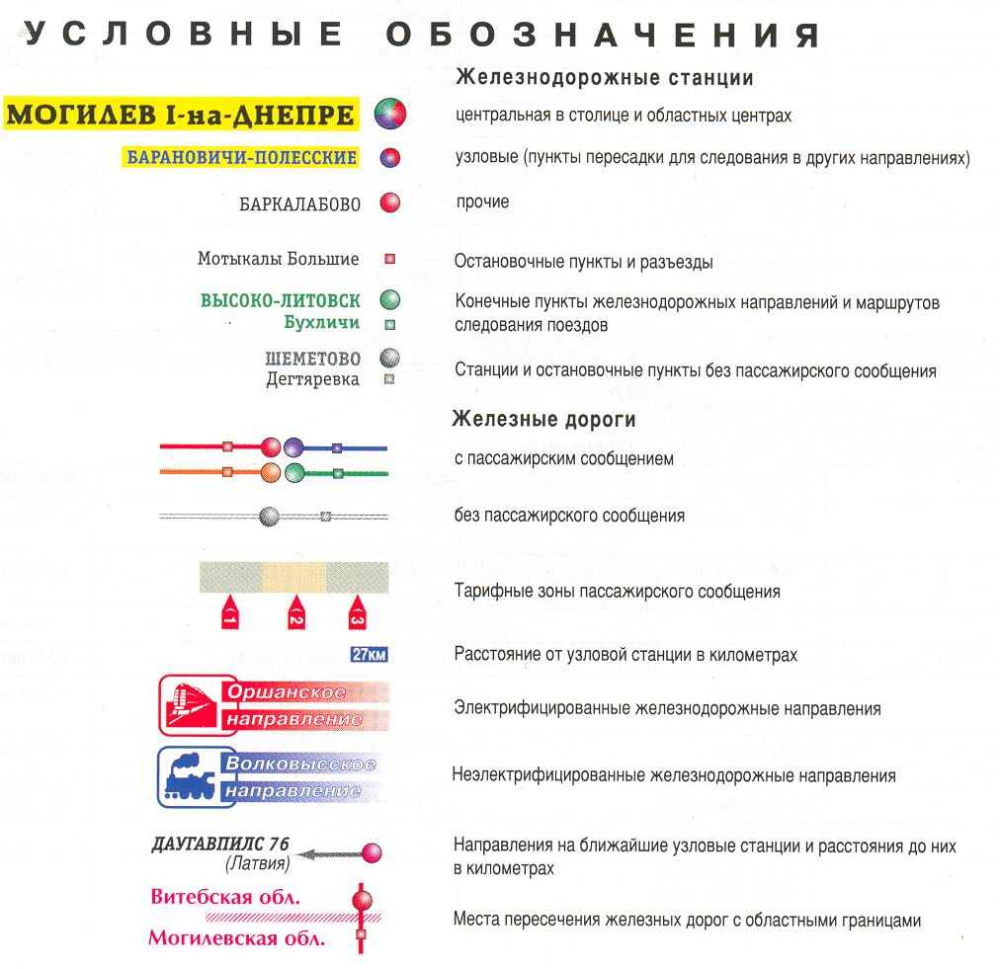 УСЛОВНЫЕ ОБОЗНАЧЕНИЯ
Железнодорожные станции
МОГИЛЕВ I-на-ДНЕПРЕ
центральная в столице и областных центрах
БАРАНОВИЧИ-ПОЛЕССКИЕ
узловые (пункты пересадки для следования в других направлениях)
БАРКАЛАБОВО
прочие
Мотыкалы Большие
Остановочные пункты и разъезды
ВЫСОКО-ЛИТОВСК
Бухличи
Конечные пункты железнодорожных направлений и маршрутов
следования поездов
ШЕМЕТОВО
Дегтяревка
Станции и остановочные пункты без пассажирского сообщения
Железные дороги
с пассажирским сообщением
без пассажирского сообщения
1 2 3
Тарифные зоны пассажирского сообщения
27км
Расстояние от узловой станции в километрах
Оршанское
направление
Электрифицированные железнодорожные направления
Волковысское
направление
Неэлектрифицированные железнодорожные направления
ДАУГАВПИЛС 76
(Латвия)
Направления на ближайшие узловые станции и расстояния до них
в километрах
Витебская обл.
Могилевская обл.
Места пересечения железных дорог с областными границами